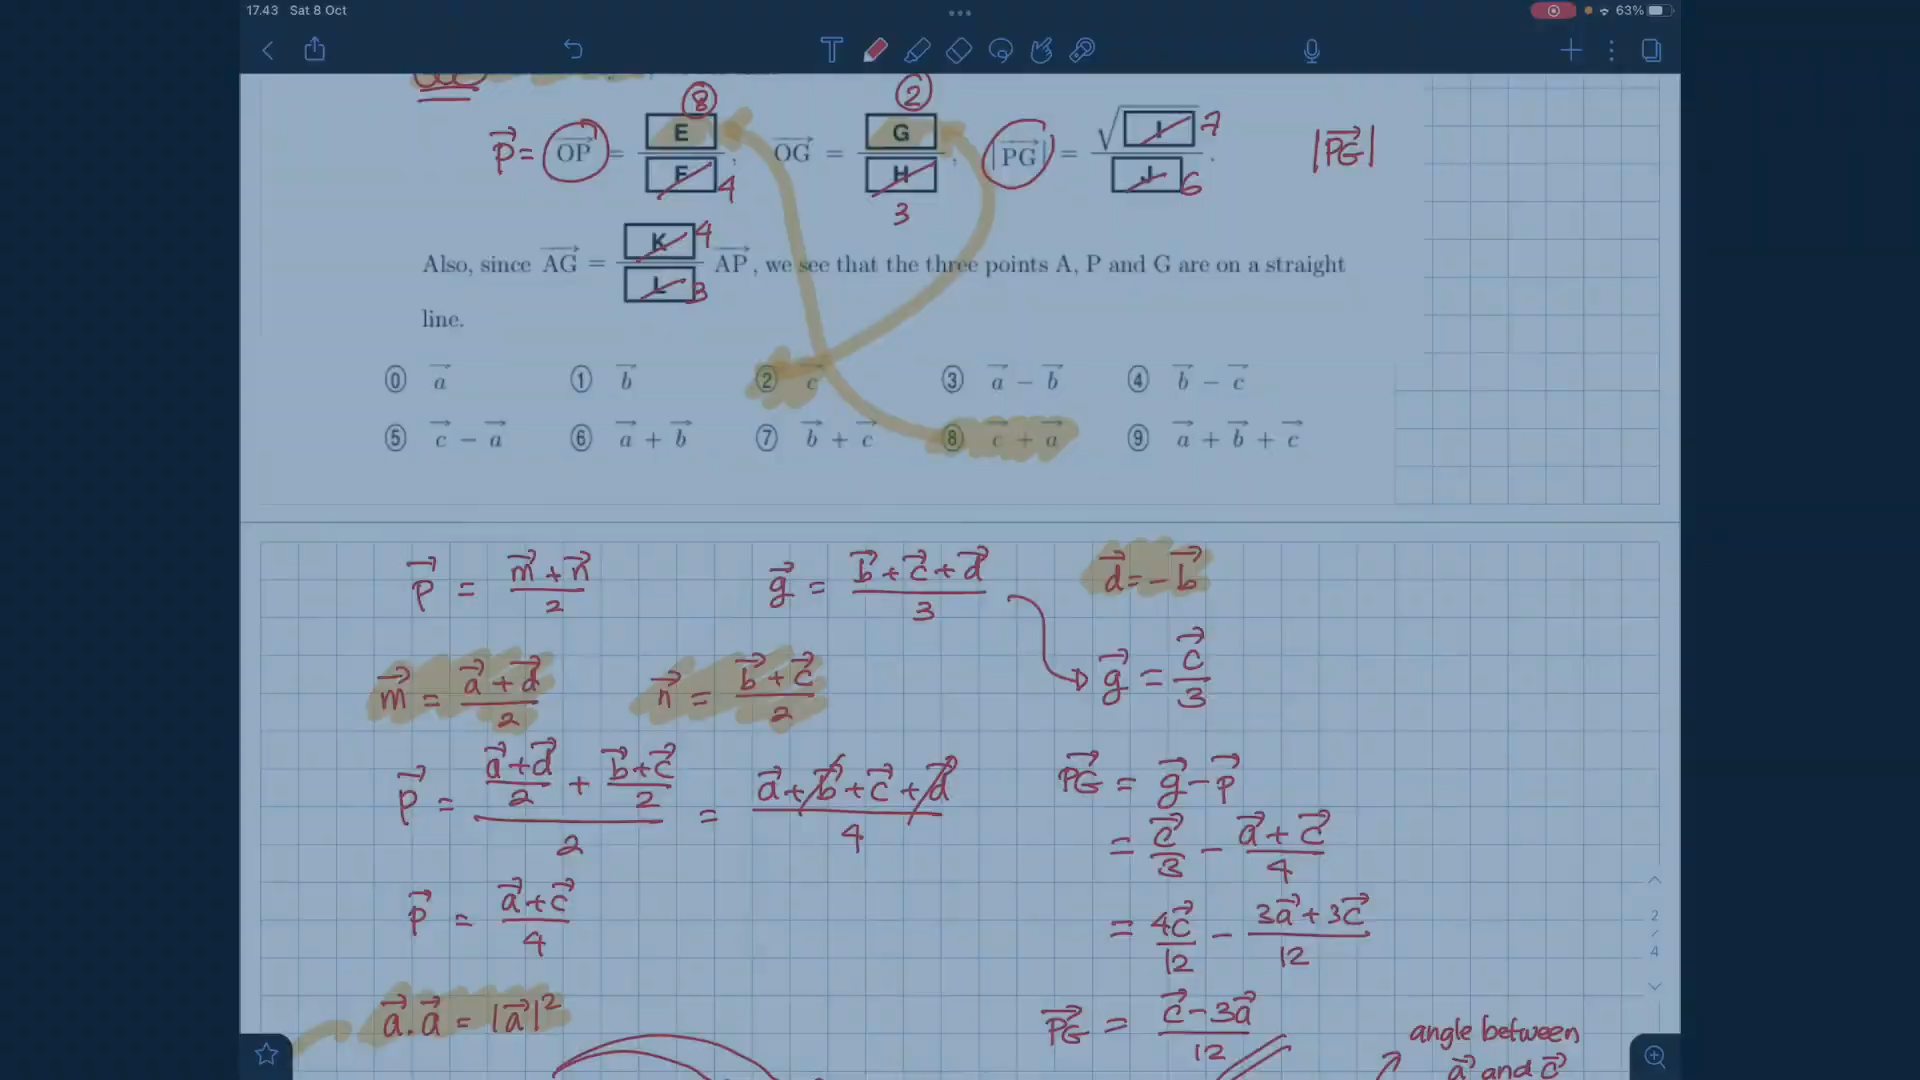 17.43 Sat 8 Oct 63%
⑧ ②
p⃗ = OP⃗ = E/F 4, OG⃗ = G/H 3, |PG⃗| = √I 7/J 6. |PG⃗|
Also, since AG⃗ = K 4/L 3 AP⃗, we see that the three points A, P and G are on a straight
line.
⓪ a⃗ ① b⃗ ② c⃗ ③ a⃗ − b⃗ ④ b⃗ − c⃗
⑤ c⃗ − a⃗ ⑥ a⃗ + b⃗ ⑦ b⃗ + c⃗ ⑧ c⃗ + a⃗ ⑨ a⃗ + b⃗ + c⃗
p⃗ = (m⃗ + n⃗)/2 g⃗ = (b⃗ + c⃗ + d⃗)/3 d⃗ = −b⃗
m⃗ = (a⃗ + d⃗)/2 n⃗ = (b⃗ + c⃗)/2 g⃗ = c⃗/3
p⃗ = ((a⃗+d⃗)/2 + (b⃗+c⃗)/2)/2 = (a⃗+b⃗+c⃗+d⃗)/4 PG⃗ = g⃗ − p⃗
= c⃗/3 − (a⃗ + c⃗)/4
p⃗ = (a⃗+c⃗)/4 = 4c⃗/12 − (3a⃗ + 3c⃗)/12
a⃗.a⃗ = |a⃗|² PG⃗ = (c⃗ − 3a⃗)/12 angle between
a⃗ and c⃗
2
/
4